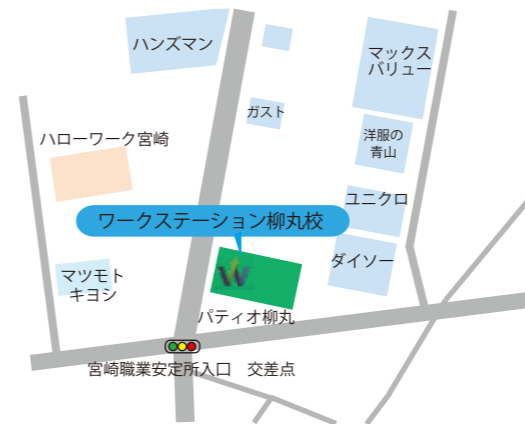 ハンズマン
マックス
バリュー
ガスト
洋服の
青山
ハローワーク宮崎
ユニクロ
ワークステーション柳丸校
ダイソー
マツモト
キヨシ
W
パティオ柳丸
宮崎職業安定所入口　交差点